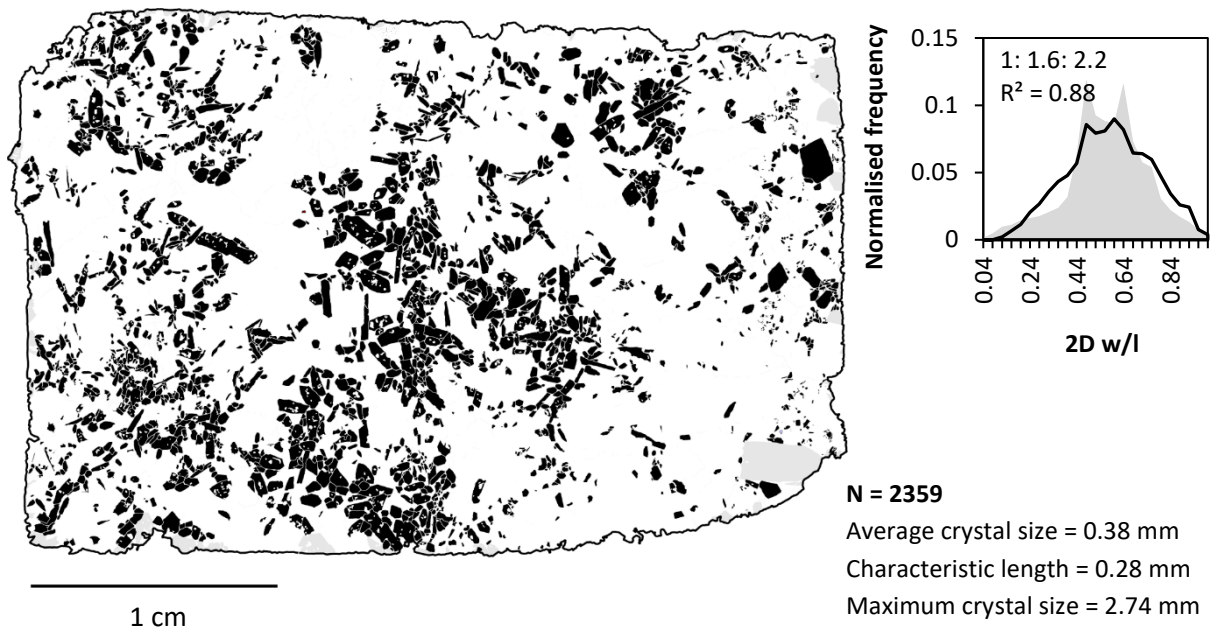 0.15
0.1
0.05
0
Normalised frequency
1: 1.6: 2.2
R² = 0.88
0.04
0.24
0.44
0.64
0.84
2D w/l
N = 2359
Average crystal size = 0.38 mm
Characteristic length = 0.28 mm
Maximum crystal size = 2.74 mm
1 cm